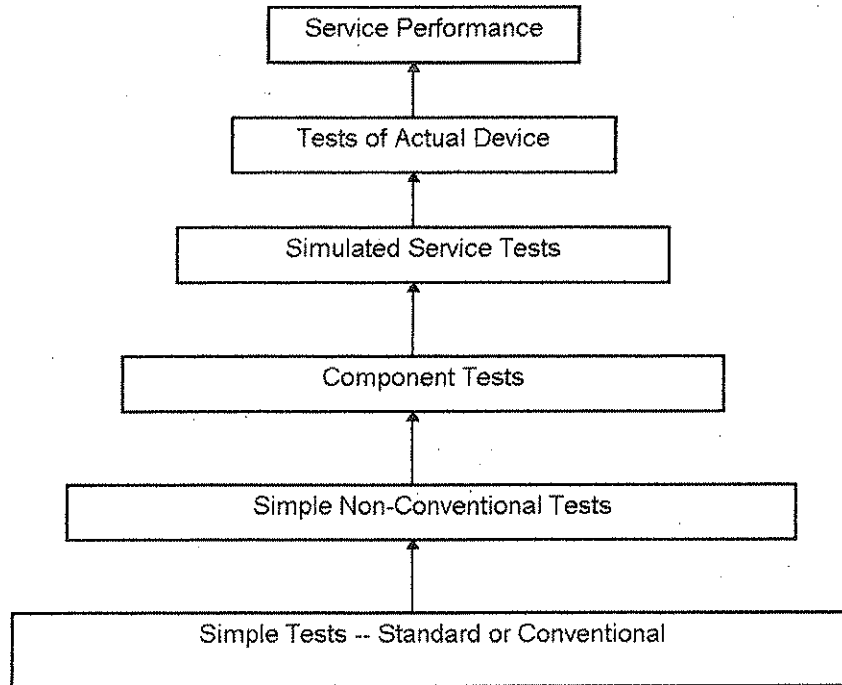 Service Performance
Tests of Actual Device
Simulated Service Tests
Component Tests
Simple Non-Conventional Tests
Simple Tests -- Standard or Conventional